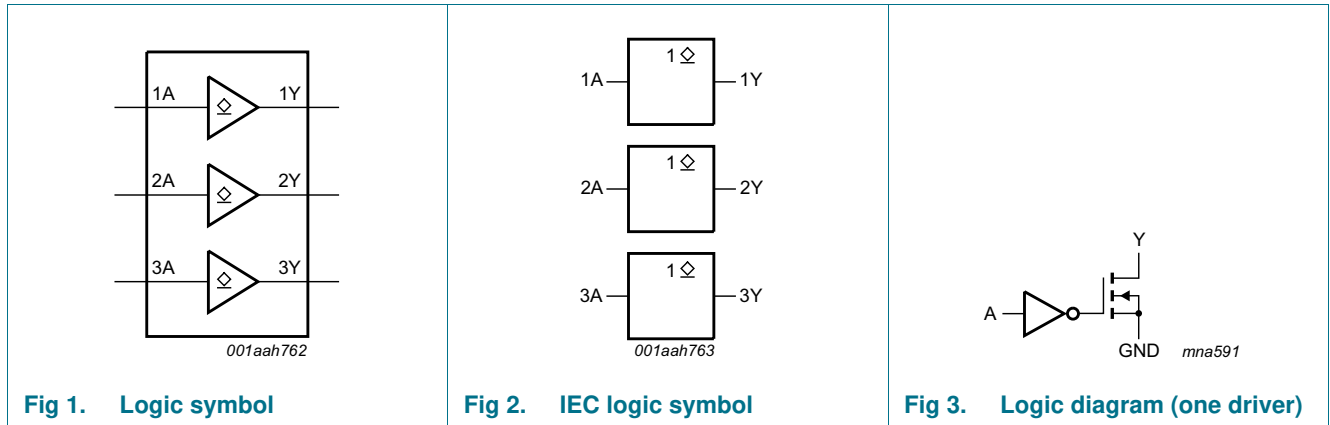 1A 1Y
2A 2Y
3A 3Y
001aah762
Fig 1. Logic symbol
1
1A 1Y
1
2A 2Y
1
3A 3Y
001aah763
Fig 2. IEC logic symbol
Y
A
GND mna591
Fig 3. Logic diagram (one driver)